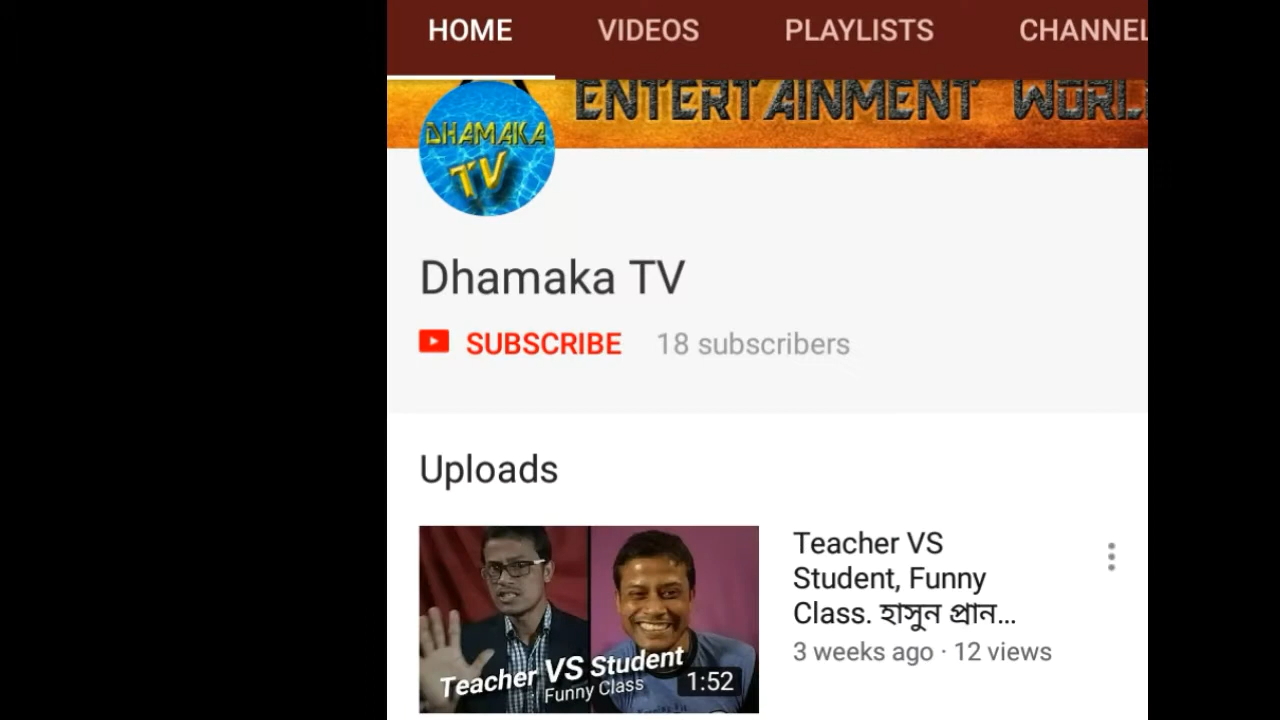 HOME VIDEOS PLAYLISTS CHANNEL
ENTERTAINMENT WORL
DHAMAKA
TV
Dhamaka TV
SUBSCRIBE 18 subscribers
Uploads
Teacher VS Student
Funny Class
1:52
Teacher VS
Student, Funny
Class. হাসুন প্রান...
3 weeks ago · 12 views